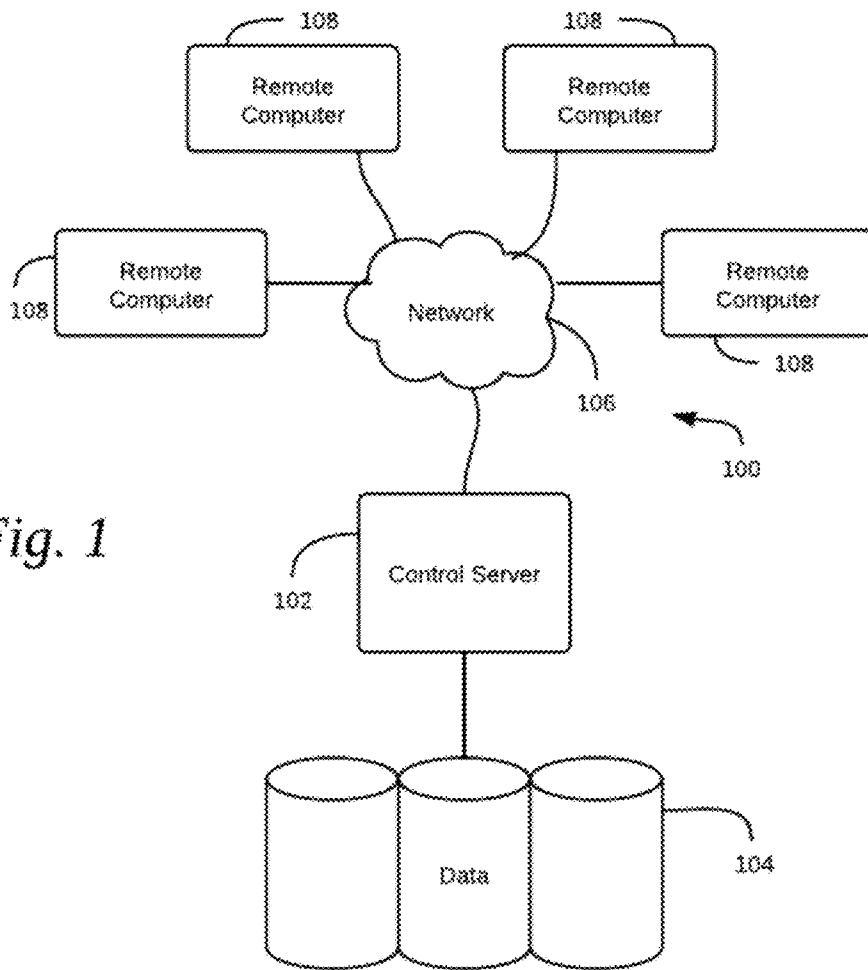 108
108
Remote
Computer
Remote
Computer
Remote
Computer
Remote
Computer
108
Network
108
106
100
Fig. 1
Control Server
102
104
Data